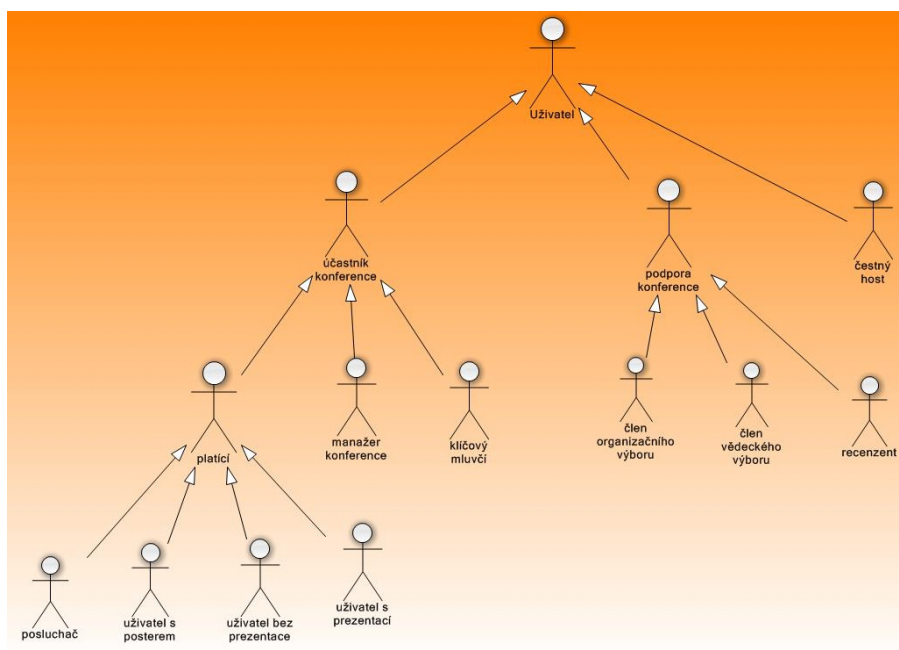 Uživatel
účastník
konference
podpora
konference
čestný
host
platící
manažer
konference
klíčový
mluvčí
člen
organizačního
výboru
člen
vědeckého
výboru
recenzent
posluchač
uživatel s
posterem
uživatel bez
prezentace
uživatel s
prezentací